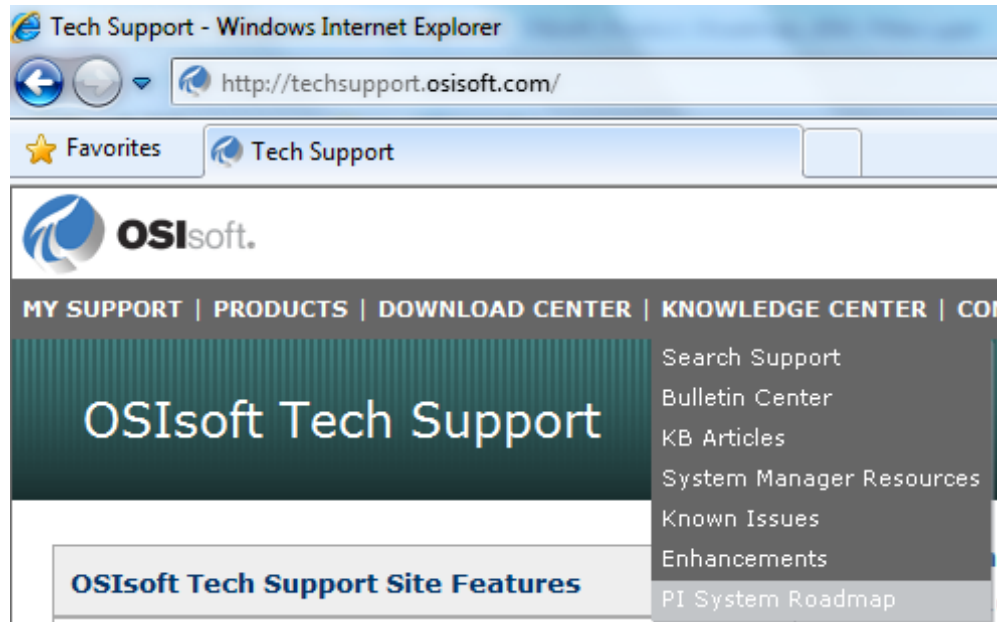 Tech Support - Windows Internet Explorer
http://techsupport.osisoft.com/
Favorites
Tech Support
OSIsoft.
MY SUPPORT | PRODUCTS | DOWNLOAD CENTER | KNOWLEDGE CENTER |
Search Support
Bulletin Center
KB Articles
System Manager Resources
Known Issues
Enhancements
PI System Roadmap
OSIsoft Tech Support
OSIsoft Tech Support Site Features